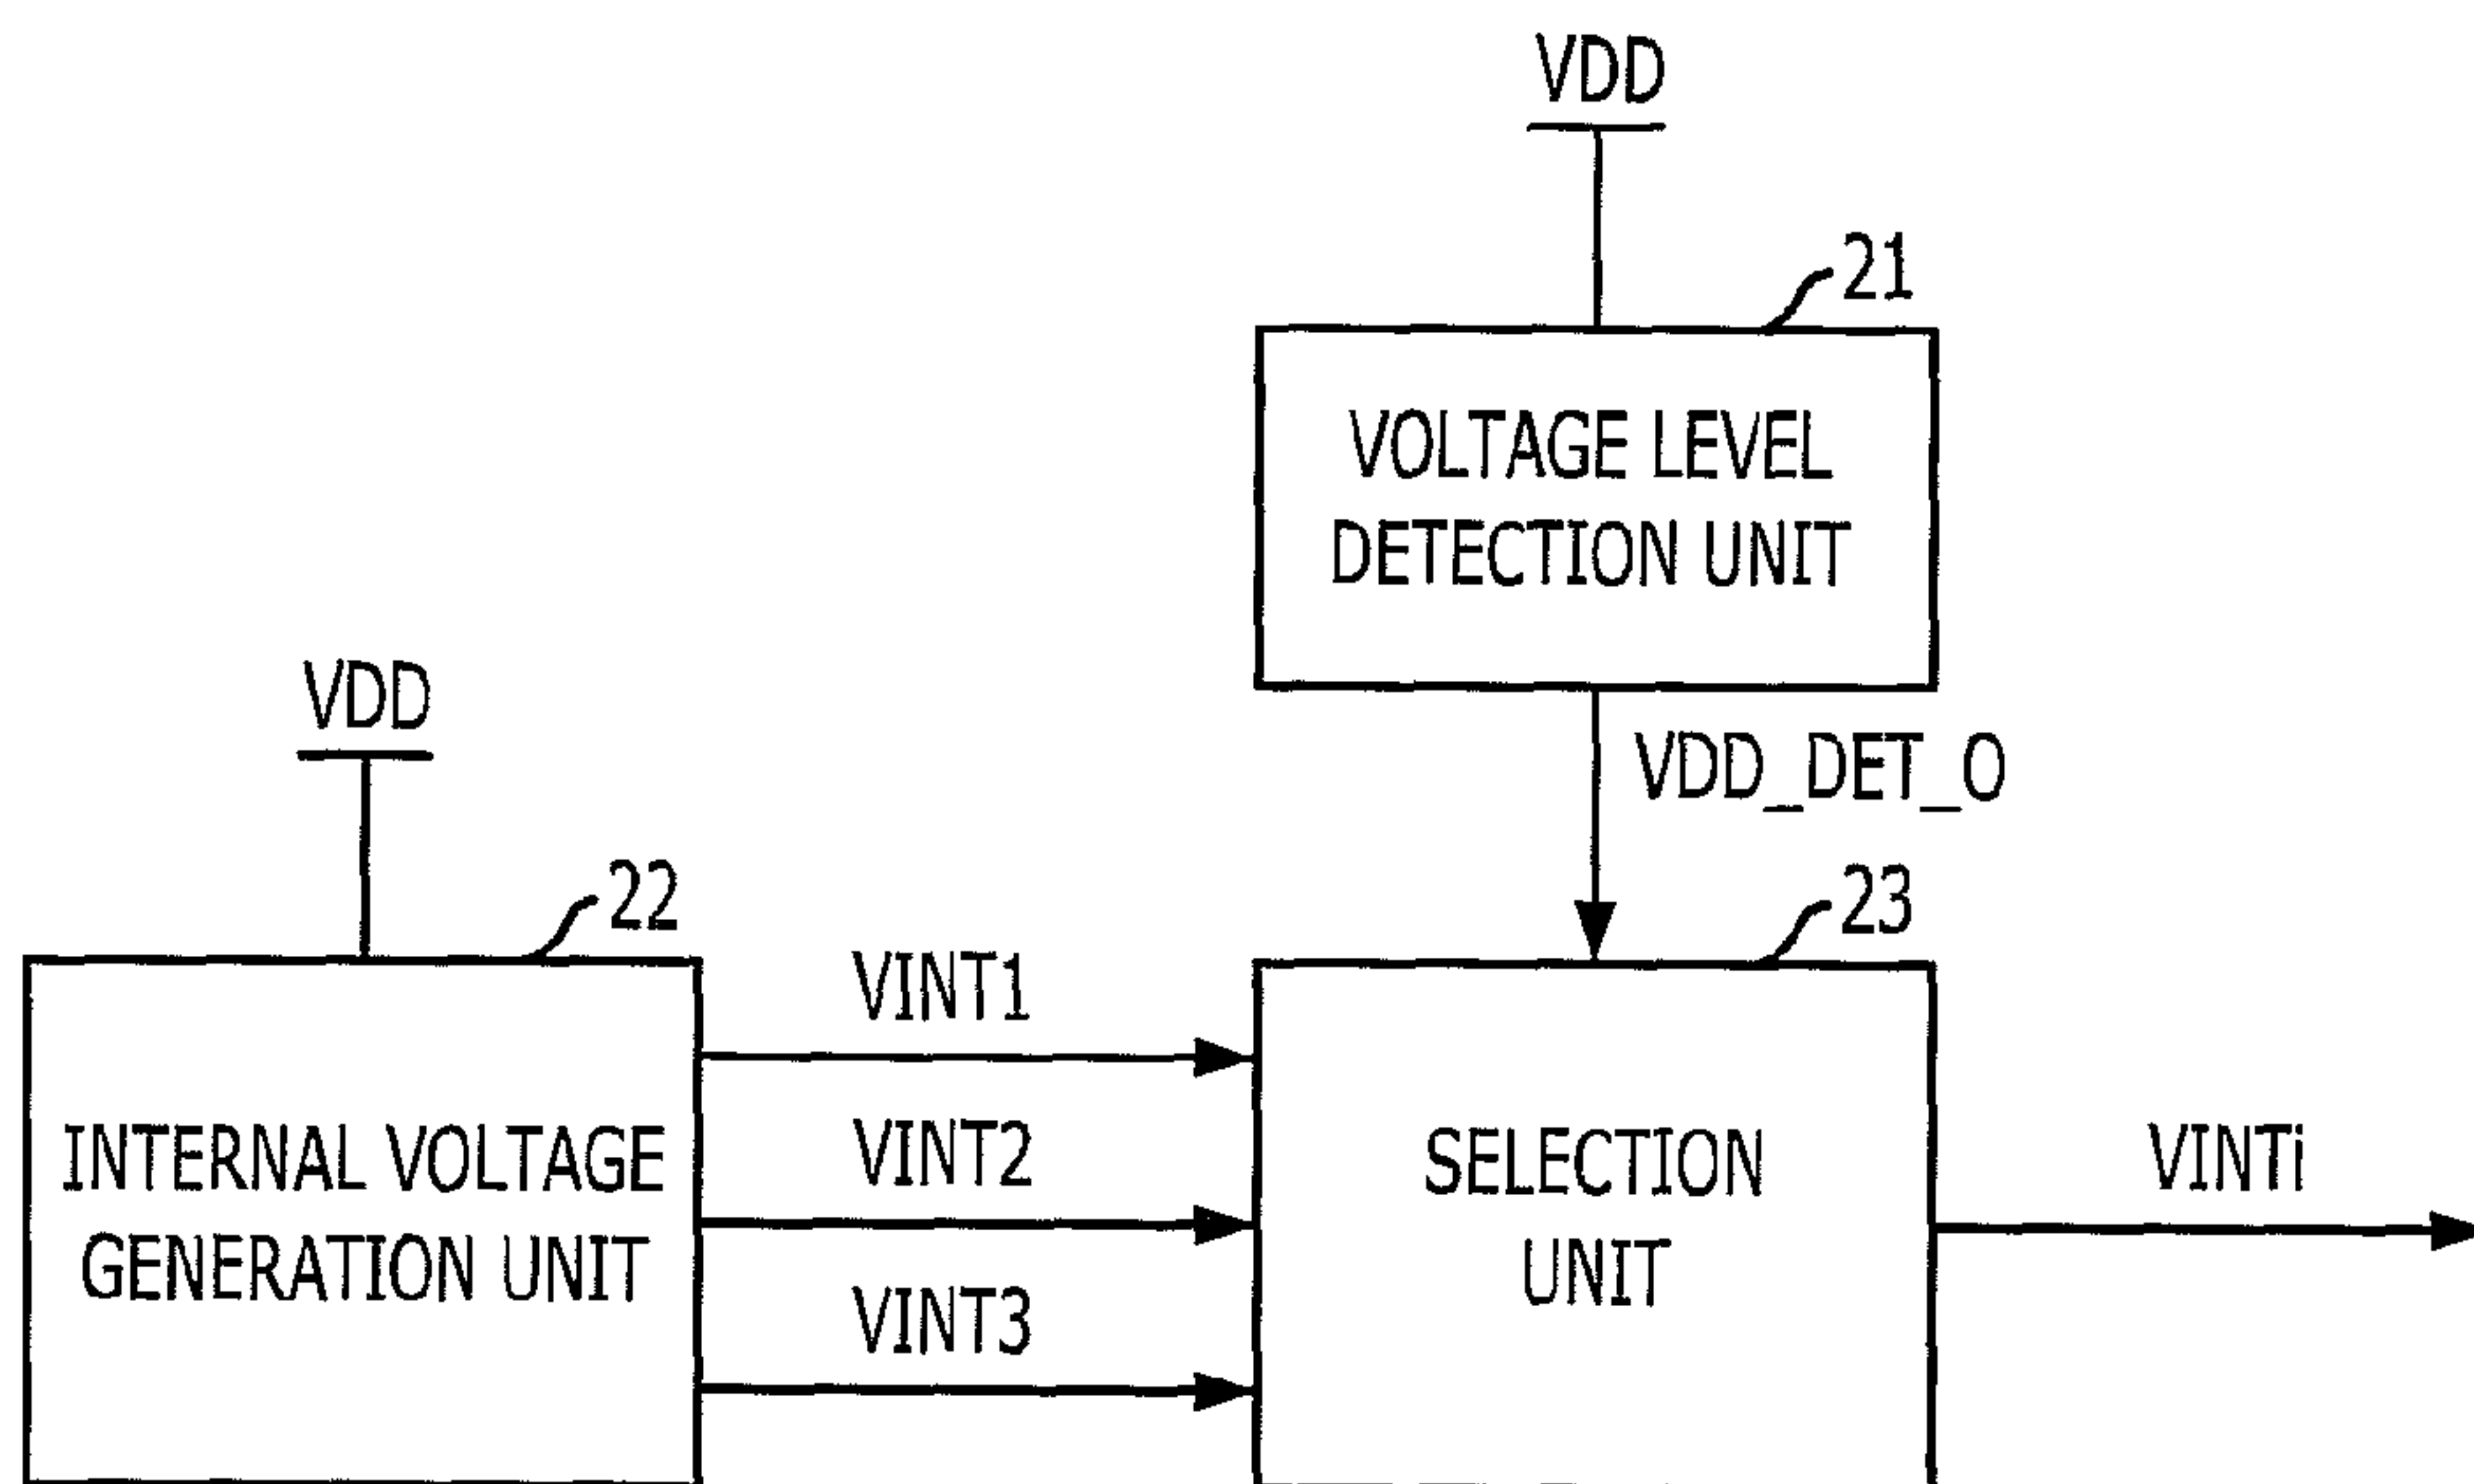 VDD
21
VOLTAGE LEVEL
DETECTION UNIT
VDD
VDD_DET_O
22
23
VINT1
INTERNAL VOLTAGE
GENERATION UNIT
VINT2
VINT3
SELECTION
UNIT
VINTi